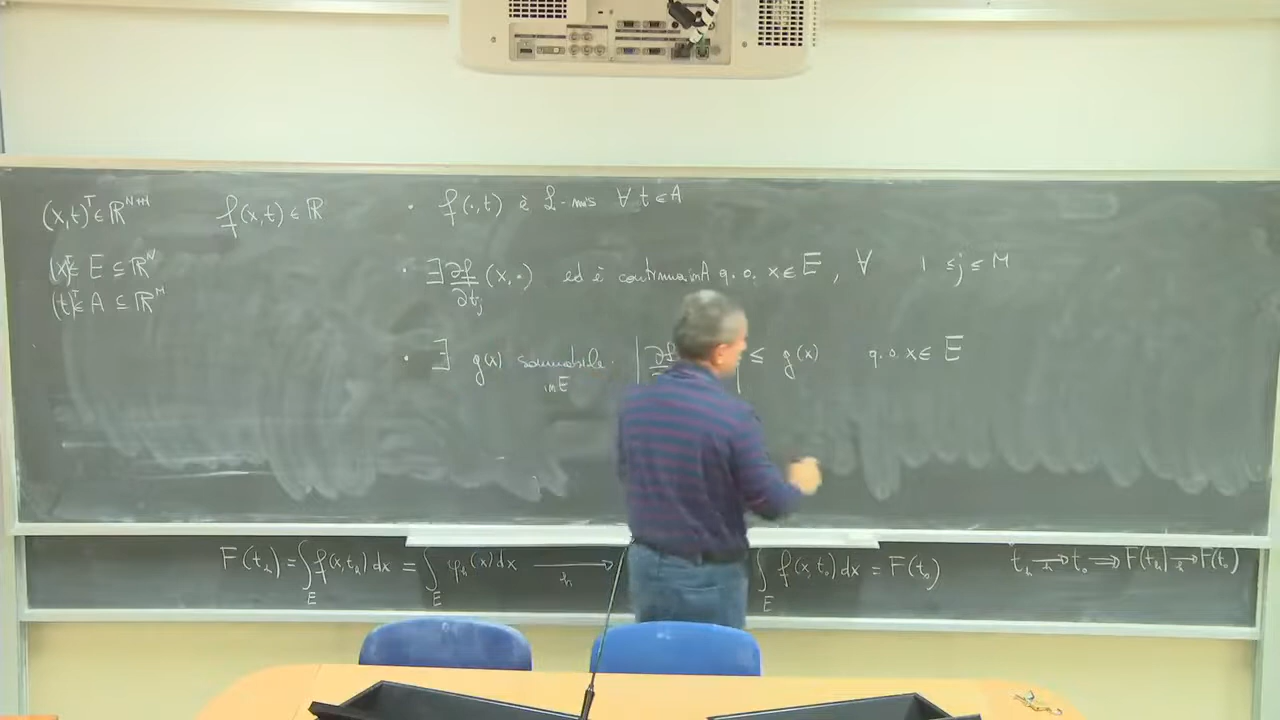 (x,t)ᵀ ∈ ℝᴺ⁺ᴹ f(x,t) ∈ ℝ • f(·,t) è L-mis ∀ t ∈ A
(x)ᵀ∈ E ⊆ ℝᴺ • ∃ ∂f/∂tⱼ (x,·) ed è continua in A q.o. x ∈ E, ∀ 1 ≤ j ≤ M
(t)ᵀ∈ A ⊆ ℝᴹ
• ∃ g(x) sommabile in E: | ∂f | ≤ g(x) q.o. x ∈ E
F(tₕ) = ∫_E f(x,tₕ) dx = ∫_E φₕ(x) dx →ₕ ∫_E f(x,t₀) dx = F(t₀) tₕ →ₕ t₀ ⇒ F(tₕ) →ₕ F(t₀)